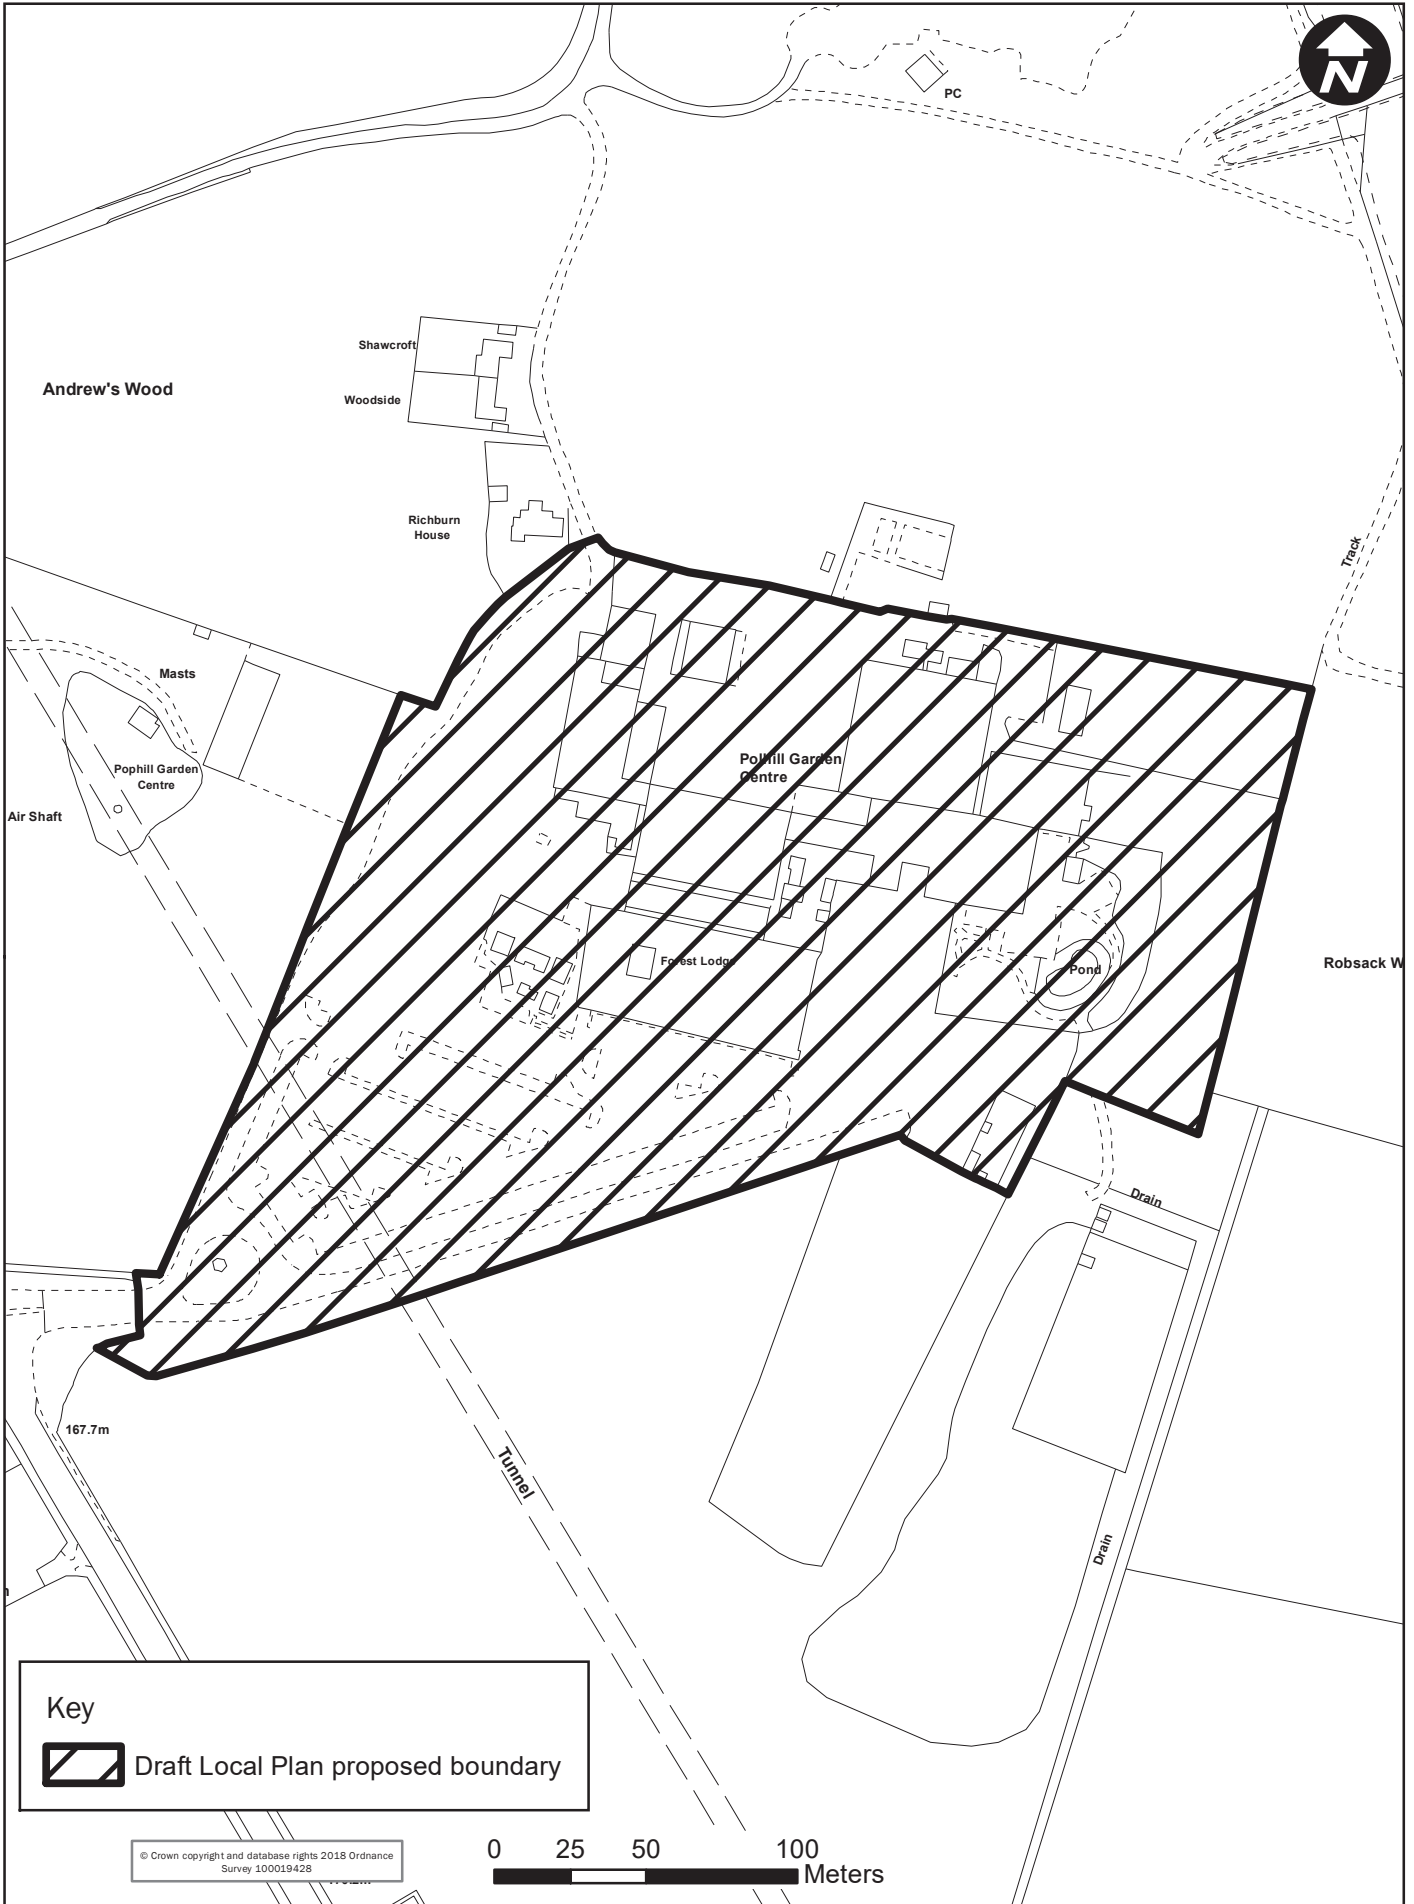 N
PC
Shawcroft
Andrew's Wood
Woodside
Richburn
House
Track
Masts
Polhill Garden
Centre
Pophill Garden
Centre
Air Shaft
Forest Lodge
Pond
Robsack W
Drain
167.7m
Tunnel
Drain
Key
Draft Local Plan proposed boundary
© Crown copyright and database rights 2018 Ordnance
Survey 100019428
0 25 50 100
Meters